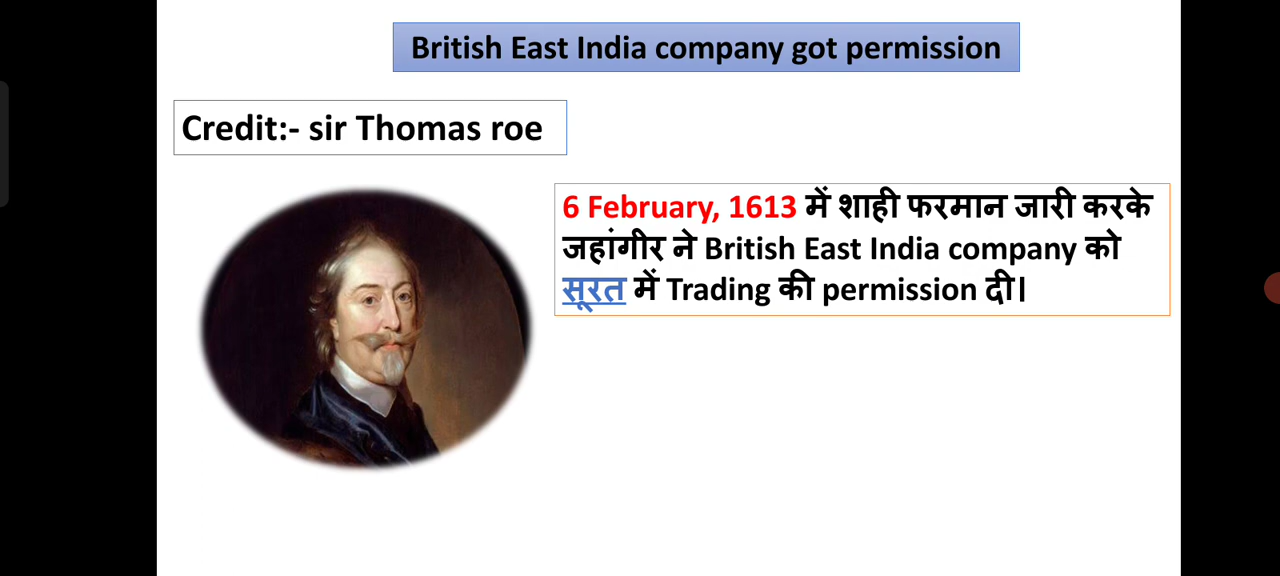 British East India company got permission
Credit:- sir Thomas roe
6 February, 1613 में शाही फरमान जारी करके
जहांगीर ने British East India company को
सूरत में Trading की permission दी।